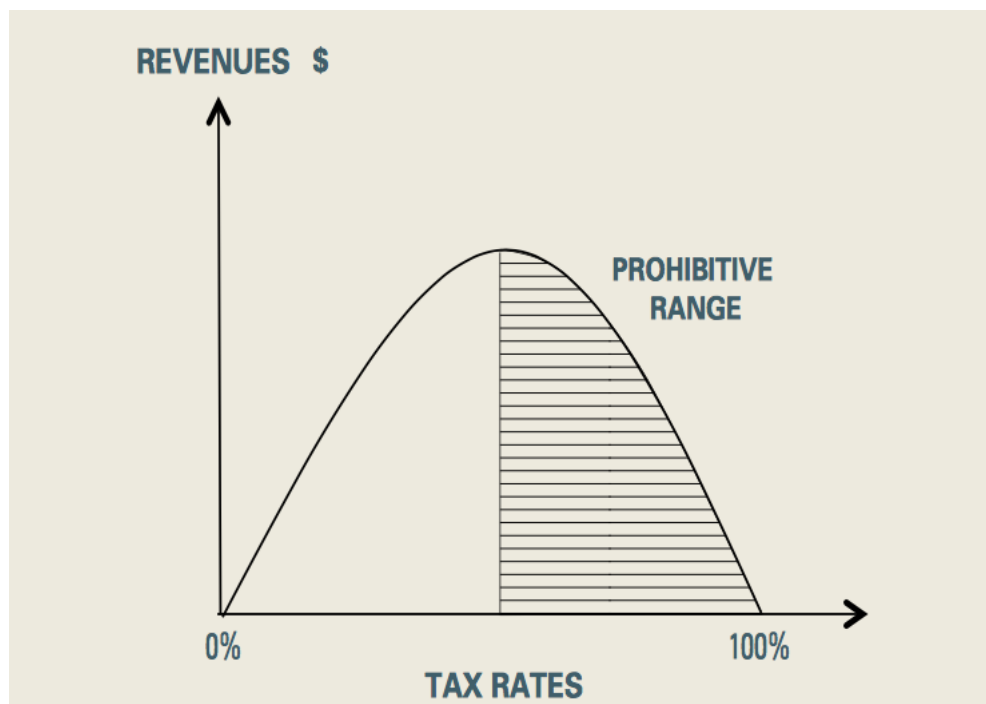 REVENUES $
PROHIBITIVE
RANGE
0%
100%
TAX RATES